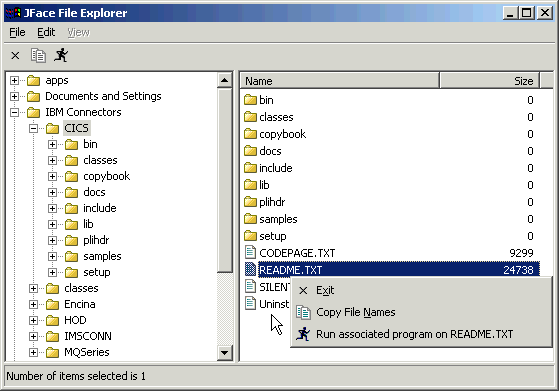 JFace File Explorer
File Edit View
apps
Documents and Settings
IBM Connectors
CICS
bin
classes
copybook
docs
include
lib
plihdr
samples
setup
classes
Encina
HOD
IMSCONN
MQSeries
Name Size
bin 0
classes 0
copybook 0
docs 0
include 0
lib 0
plihdr 0
samples 0
setup 0
CODEPAGE.TXT 9299
README.TXT 24738
SILENT
Uninst
Exit
Copy File Names
Run associated program on README.TXT
Number of items selected is 1